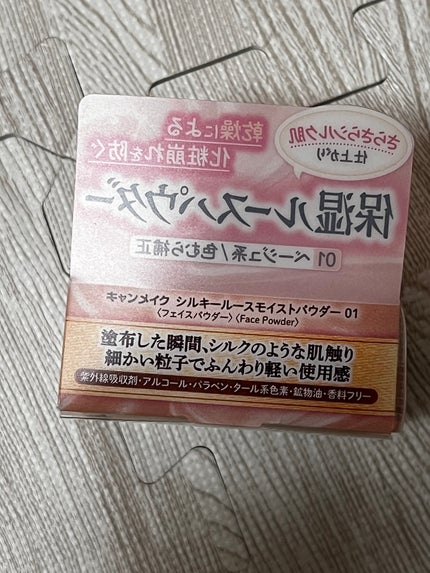 さらさらシルク肌
仕上がり
乾燥による
化粧崩れを防ぐ
保湿ルースパウダー
01 ベージュ系/色むら補正
キャンメイク シルキールースモイストパウダー 01
〈フェイスパウダー〉〈Face Powder〉
塗布した瞬間、シルクのような肌触り
細かい粒子でふんわり軽い使用感
紫外線吸収剤・アルコール・パラベン・タール系色素・鉱物油・香料フリー